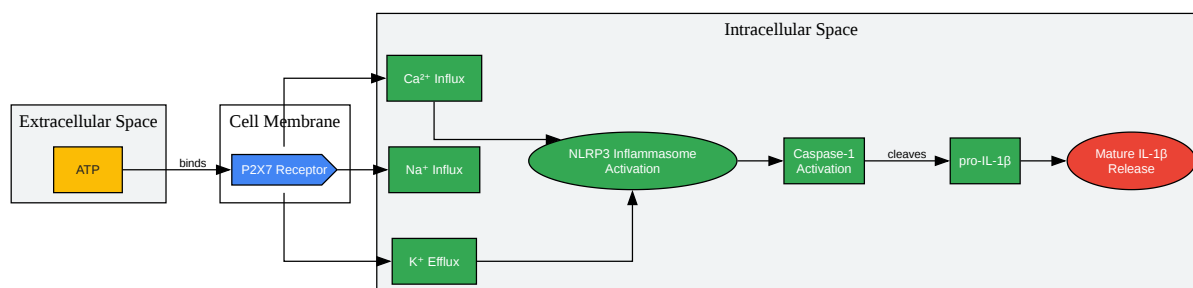 Intracellular Space
Extracellular Space
ATP
binds
Cell Membrane
P2X7 Receptor
Ca²⁺ Influx
Na⁺ Influx
K⁺ Efflux
NLRP3 Inflammasome
Activation
Caspase-1
Activation
cleaves
pro-IL-1β
Mature IL-1β
Release